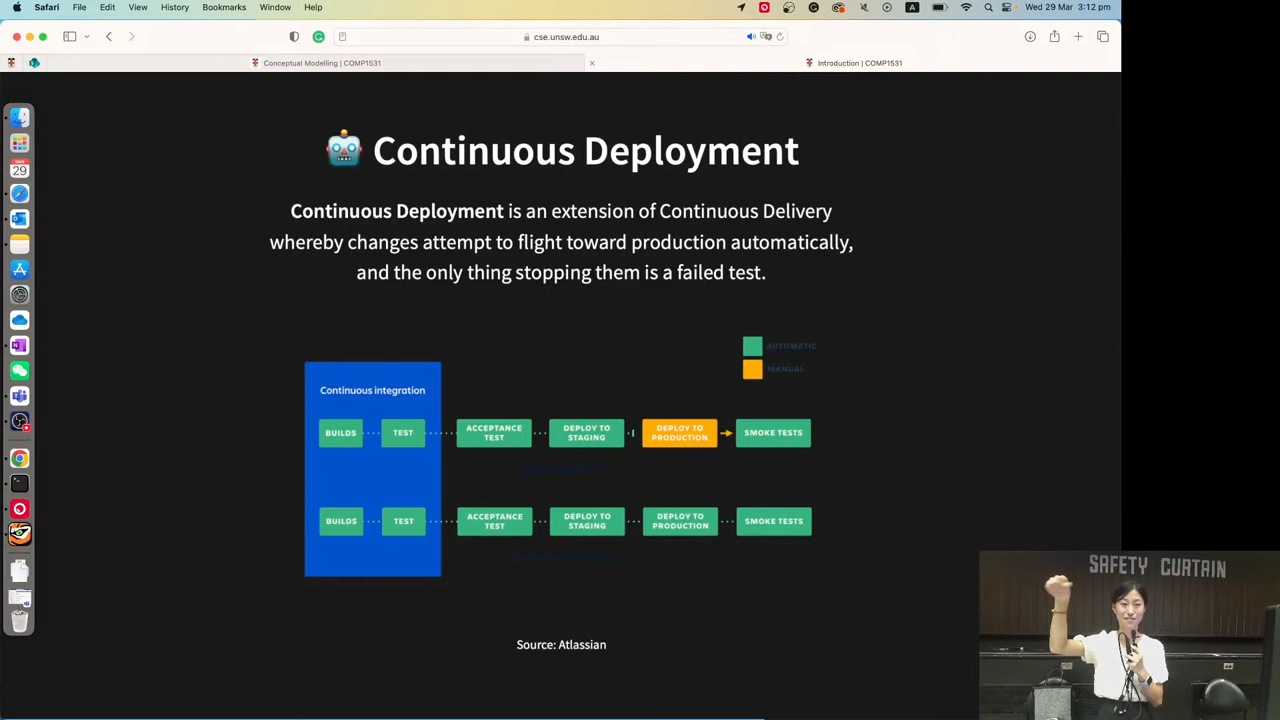 Safari File Edit View History Bookmarks Window Help
A
Wed 29 Mar 3:12 pm
cse.unsw.edu.au
Conceptual Modelling | COMP1531
Introduction | COMP1531
29
Continuous Deployment
Continuous Deployment is an extension of Continuous Delivery
whereby changes attempt to flight toward production automatically,
and the only thing stopping them is a failed test.
AUTOMATIC
MANUAL
Continuous integration
BUILDS
TEST
ACCEPTANCE
TEST
DEPLOY TO
STAGING
DEPLOY TO
PRODUCTION
SMOKE TESTS
BUILDS
TEST
ACCEPTANCE
TEST
DEPLOY TO
STAGING
DEPLOY TO
PRODUCTION
SMOKE TESTS
Source: Atlassian
SAFETY CURTAIN